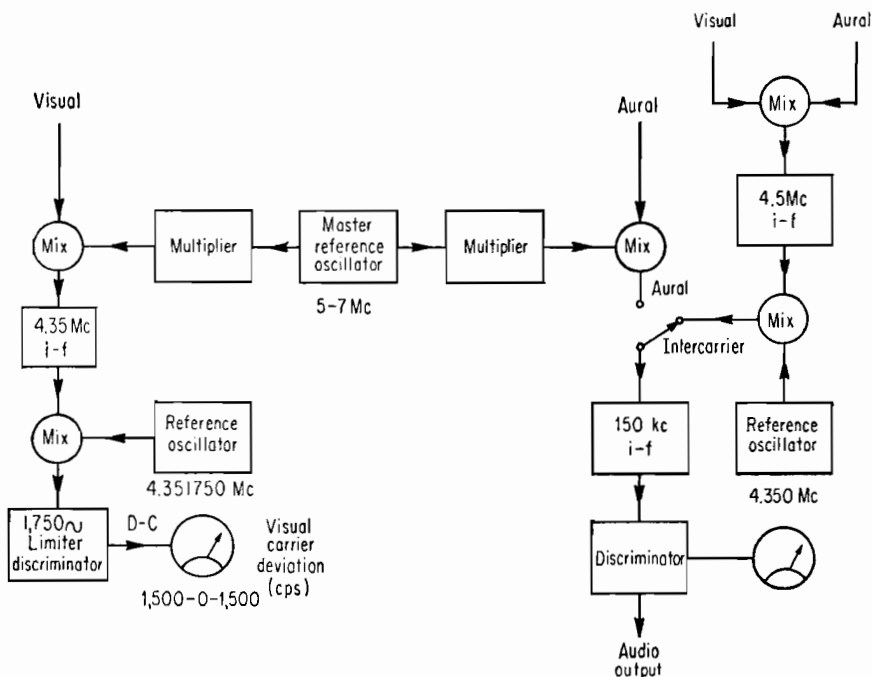 Visual
Aural
Mix
4.5Mc
i-f
Visual
Aural
Mix
Multiplier
Master
reference
oscillator
5-7 Mc
Multiplier
Mix
Aural
Intercarrier
Mix
4.35 Mc
i-f
Mix
Reference
oscillator
4.351750 Mc
150 kc
i-f
Reference
oscillator
4.350 Mc
1,750~
Limiter
discriminator
D-C
Visual
carrier
deviation
(cps)
1,500-0-1,500
Discriminator
Audio
output